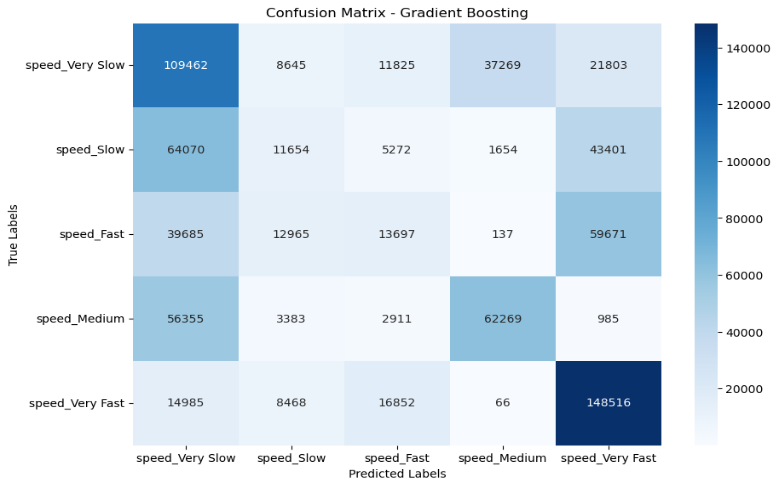 Confusion Matrix - Gradient Boosting
speed_Very Slow 109462 8645 11825 37269 21803
speed_Slow 64070 11654 5272 1654 43401
speed_Fast 39685 12965 13697 137 59671
speed_Medium 56355 3383 2911 62269 985
speed_Very Fast 14985 8468 16852 66 148516
speed_Very Slow speed_Slow speed_Fast speed_Medium speed_Very Fast
Predicted Labels
True Labels
140000
120000
100000
80000
60000
40000
20000